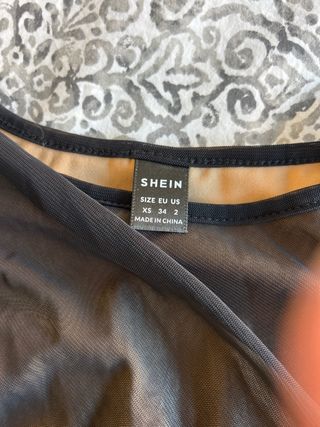 SHEIN
SIZE EU US
XS 34 2
MADE IN CHINA